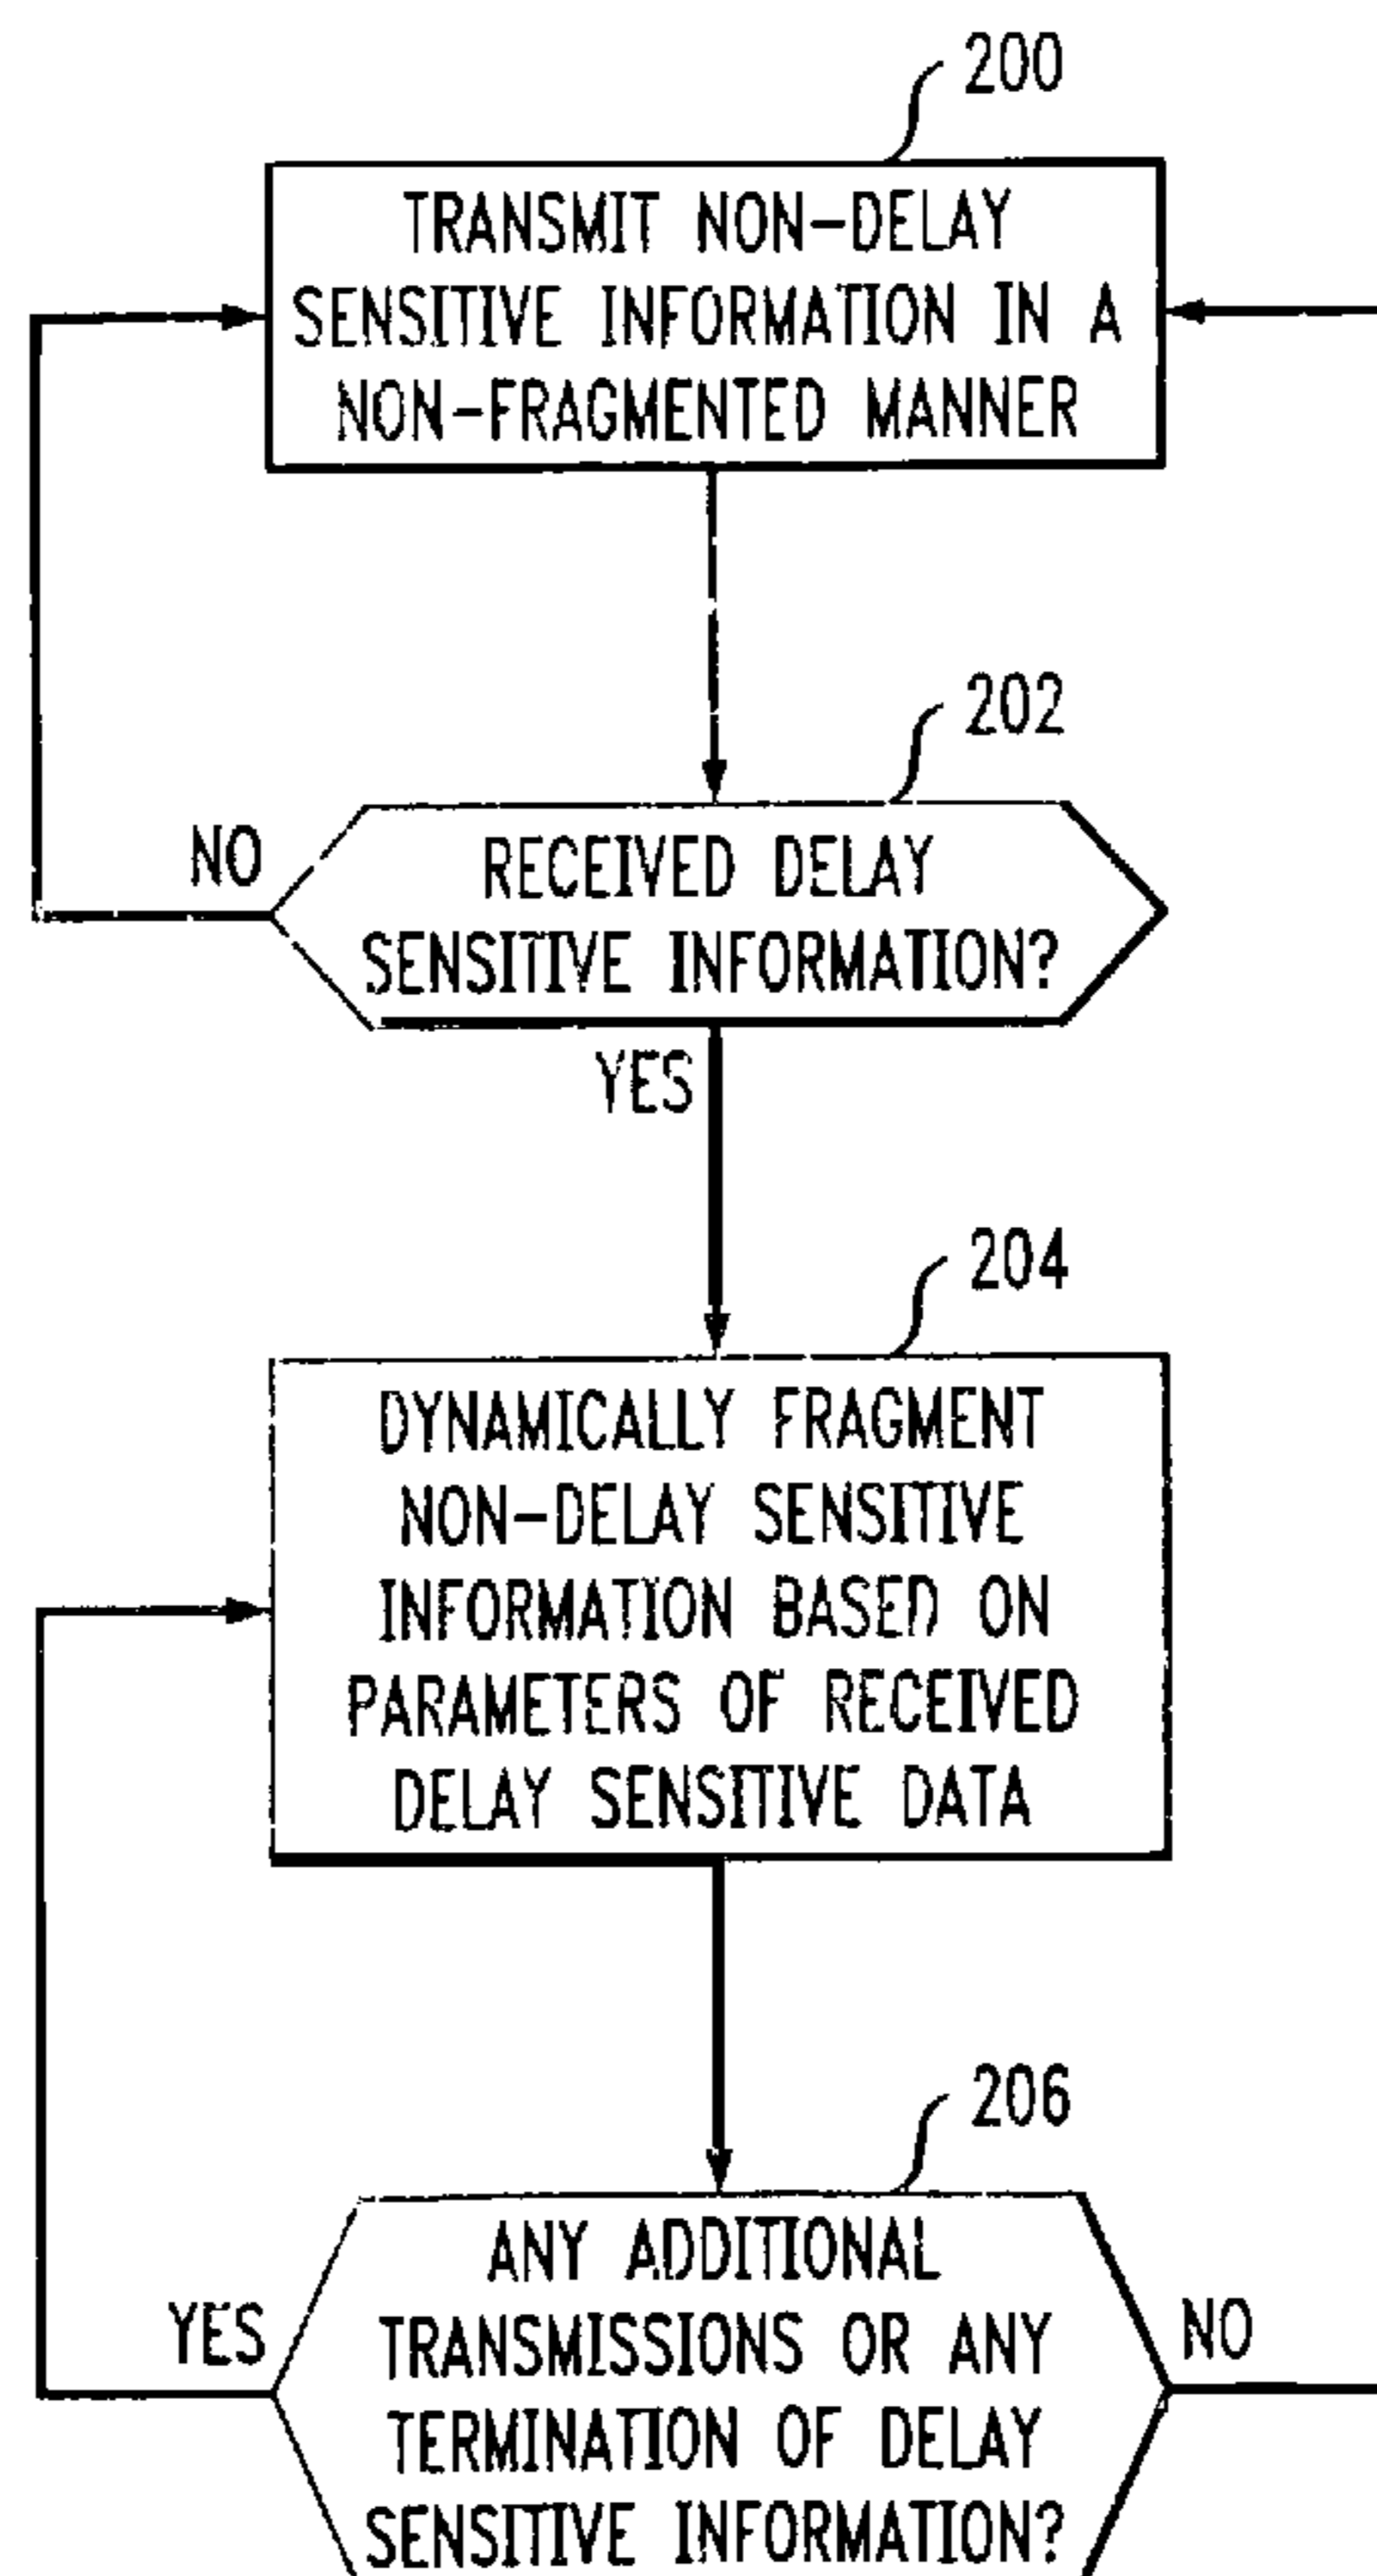 200
TRANSMIT NON-DELAY
SENSITIVE INFORMATION IN A
NON-FRAGMENTED MANNER
202
NO
RECEIVED DELAY
SENSITIVE INFORMATION?
YES
204
DYNAMICALLY FRAGMENT
NON-DELAY SENSITIVE
INFORMATION BASED ON
PARAMETERS OF RECEIVED
DELAY SENSITIVE DATA
206
YES
ANY ADDITIONAL
TRANSMISSIONS OR ANY
TERMINATION OF DELAY
SENSITIVE INFORMATION?
NO